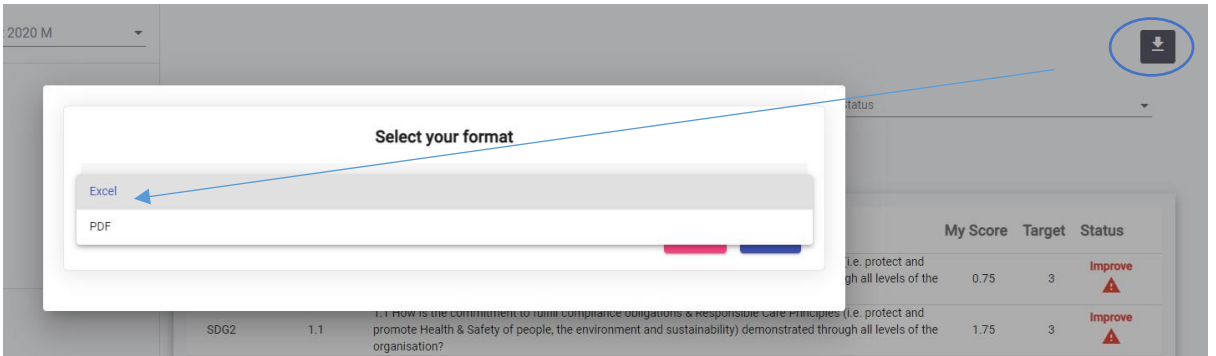 2020 M
tatus
Select your format
Excel
PDF
My Score Target Status
(i.e. protect and
gh all levels of the
0.75 3 Improve
SDG2 1.1 1.1 How is the commitment to fulfil compliance obligations & Responsible Care Principles (i.e. protect and
promote Health & Safety of people, the environment and sustainability) demonstrated through all levels of the
organisation?
1.75 3 Improve